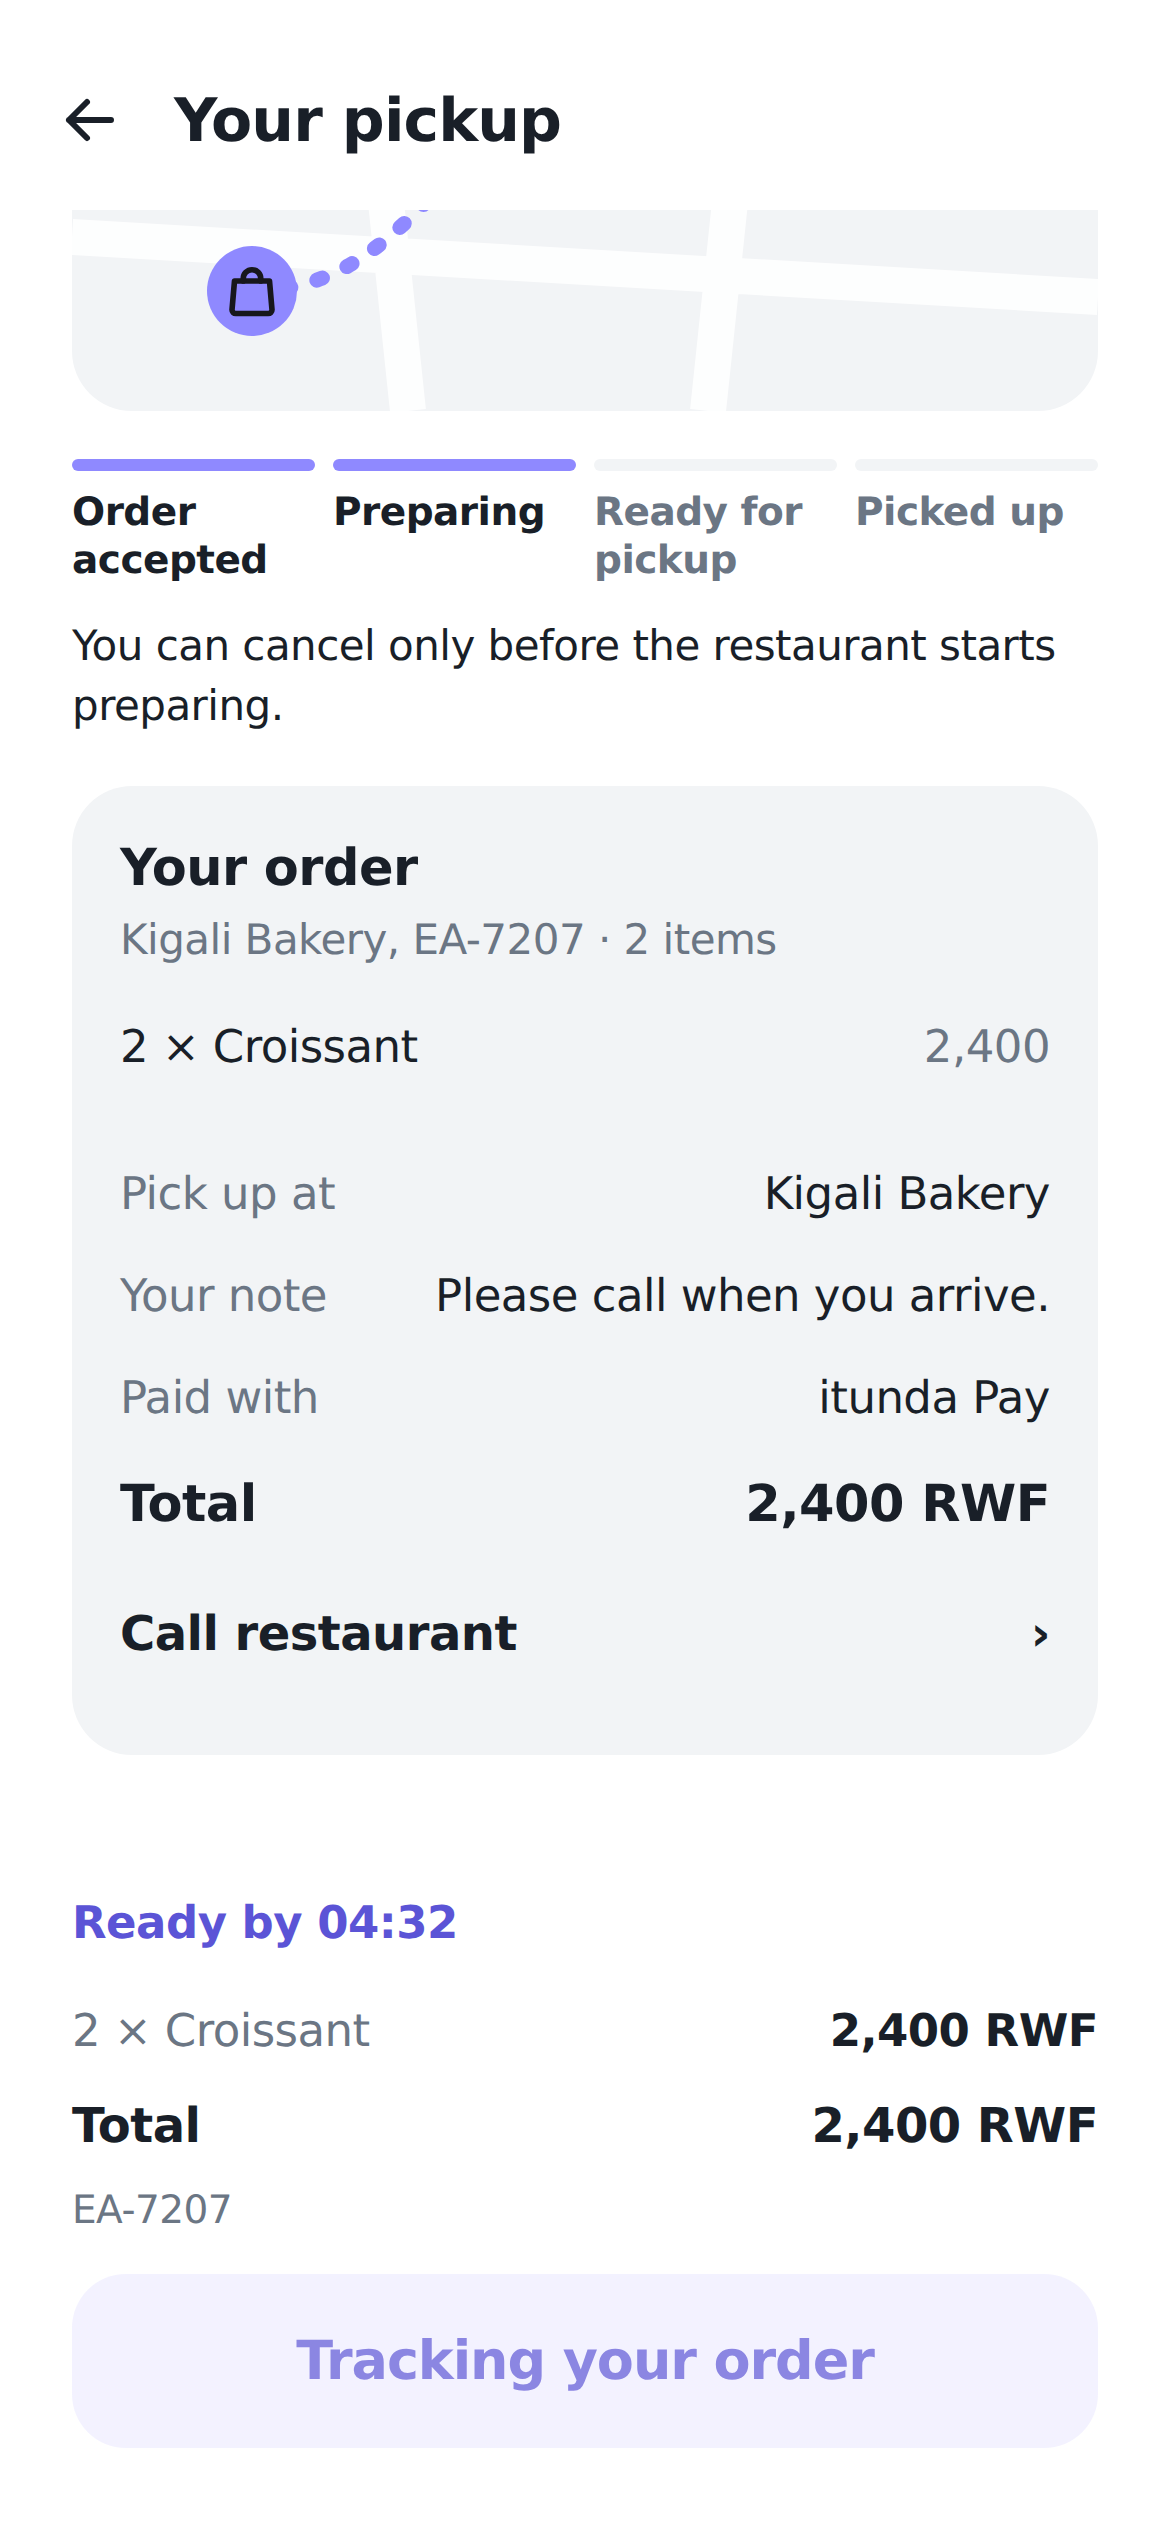 Your pickup
Order accepted
Preparing
Ready for pickup
Picked up
You can cancel only before the restaurant starts
preparing.
Your order
Kigali Bakery, EA-7207 · 2 items
2 × Croissant 2,400
Pick up at Kigali Bakery
Your note Please call when you arrive.
Paid with itunda Pay
Total 2,400 RWF
Call restaurant ›
Ready by 04:32
2 × Croissant 2,400 RWF
Total 2,400 RWF
EA-7207
Tracking your order